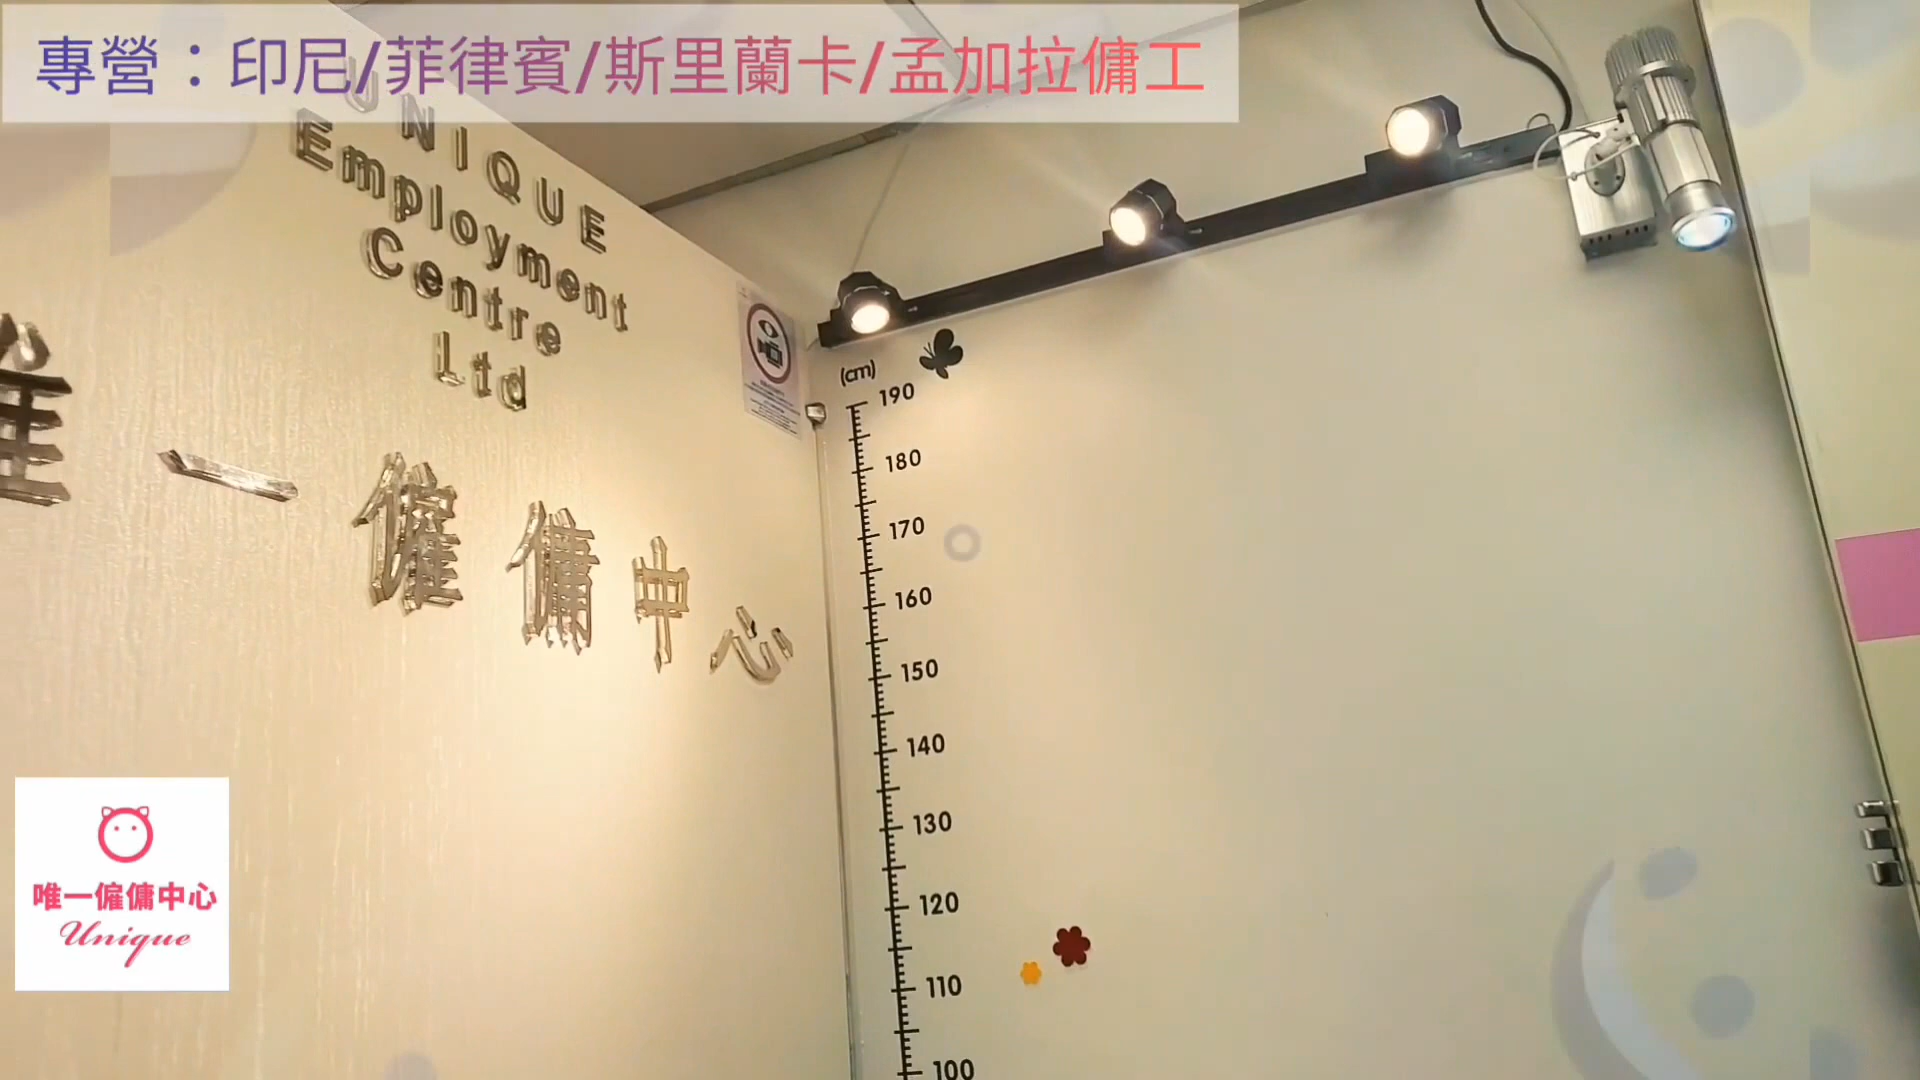 專營：印尼/菲律賓/斯里蘭卡/孟加拉傭工
UNIQUE
Employment
Centre
Ltd
唯一僱傭中心
(cm)
190
180
170
160
150
140
130
120
110
100
唯一僱傭中心
Unique